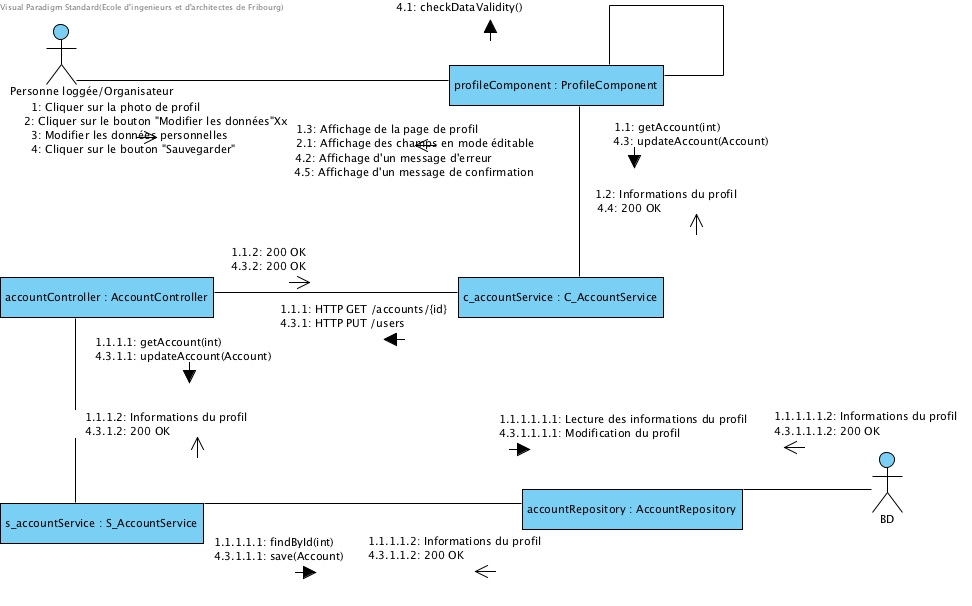 Visual Paradigm Standard(Ecole d'ingenieurs et d'architectes de Fribourg)
4.1: checkDataValidity()
profileComponent : ProfileComponent
Personne loggée/Organisateur
1: Cliquer sur la photo de profil
2: Cliquer sur le bouton "Modifier les données"Xx
3: Modifier les données personnelles
4: Cliquer sur le bouton "Sauvegarder"
1.3: Affichage de la page de profil
2.1: Affichage des champs en mode éditable
4.2: Affichage d'un message d'erreur
4.5: Affichage d'un message de confirmation
1.1: getAccount(int)
4.3: updateAccount(Account)
1.2: Informations du profil
4.4: 200 OK
1.1.2: 200 OK
4.3.2: 200 OK
accountController : AccountController
c_accountService : C_AccountService
1.1.1: HTTP GET /accounts/{id}
4.3.1: HTTP PUT /users
1.1.1.1: getAccount(int)
4.3.1.1: updateAccount(Account)
1.1.1.2: Informations du profil
4.3.1.2: 200 OK
1.1.1.1.1.1: Lecture des informations du profil
4.3.1.1.1.1: Modification du profil
1.1.1.1.1.2: Informations du profil
4.3.1.1.1.2: 200 OK
s_accountService : S_AccountService
accountRepository : AccountRepository
BD
1.1.1.1.1: findById(int)
4.3.1.1.1: save(Account)
1.1.1.1.2: Informations du profil
4.3.1.1.2: 200 OK